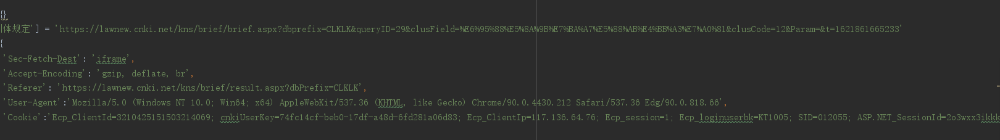 {}
体规定'] = 'https://lawnew.cnki.net/kns/brief/brief.aspx?dbprefix=CLKLK&queryID=29&clusField=%E6%95%88%E5%8A%9B%E7%BA%A7%E5%88%AB%E4%BB%A3%E7%A0%81&clusCode=12&Param=&t=1621861665233'
{
'Sec-Fetch-Dest': 'iframe',
'Accept-Encoding': 'gzip, deflate, br',
'Referer': 'https://lawnew.cnki.net/kns/brief/result.aspx?dbPrefix=CLKLK',
'User-Agent':'Mozilla/5.0 (Windows NT 10.0; Win64; x64) AppleWebKit/537.36 (KHTML, like Gecko) Chrome/90.0.4430.212 Safari/537.36 Edg/90.0.818.66',
'Cookie':'Ecp_ClientId=3210425151503214069; cnkiUserKey=74fc14cf-beb0-17df-a48d-6fd281a06d83; Ecp_ClientIp=117.136.64.76; Ecp_session=1; Ecp_loginuserbk=KT1005; SID=012055; ASP.NET_SessionId=2o3wxx3ikkk